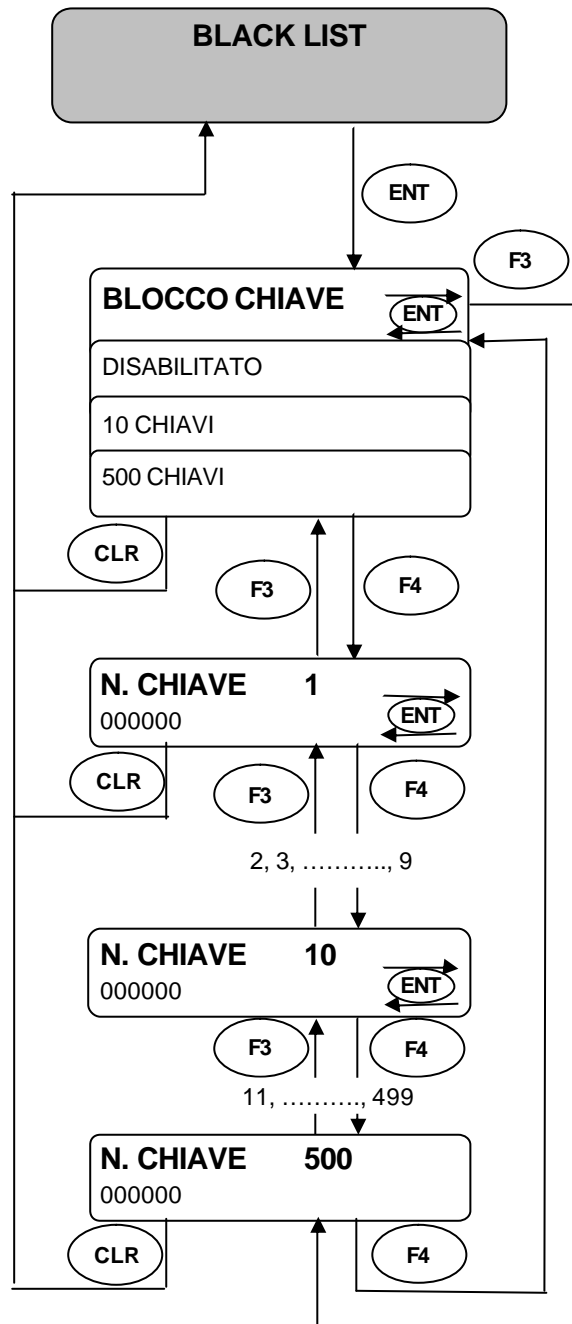 BLACK LIST
ENT
F3
BLOCCO CHIAVE
ENT
DISABILITATO
10 CHIAVI
500 CHIAVI
CLR
F3
F4
N. CHIAVE 1
000000
ENT
CLR
F3
F4
2, 3, ……….., 9
N. CHIAVE 10
000000
ENT
F3
F4
11, ………., 499
N. CHIAVE 500
000000
CLR
F4